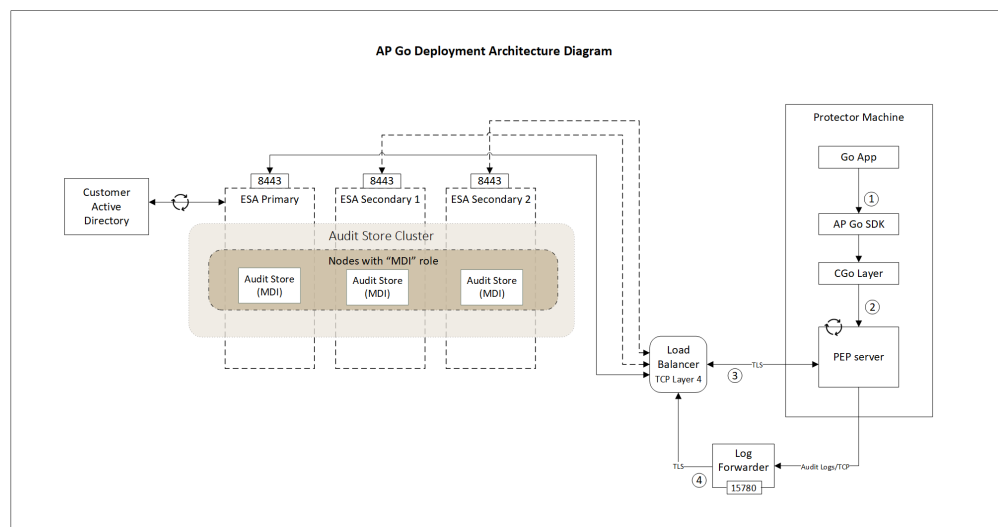 AP Go Deployment Architecture Diagram
Protector Machine
Go App
1
AP Go SDK
CGo Layer
2
PEP server
8443
8443
8443
Customer
Active
Directory
ESA Primary
ESA Secondary 1
ESA Secondary 2
Audit Store Cluster
Nodes with “MDI” role
Audit Store
(MDI)
Audit Store
(MDI)
Audit Store
(MDI)
Load
Balancer
TCP Layer 4
TLS
3
Log
Forwarder
15780
TLS
4
Audit Logs/TCP